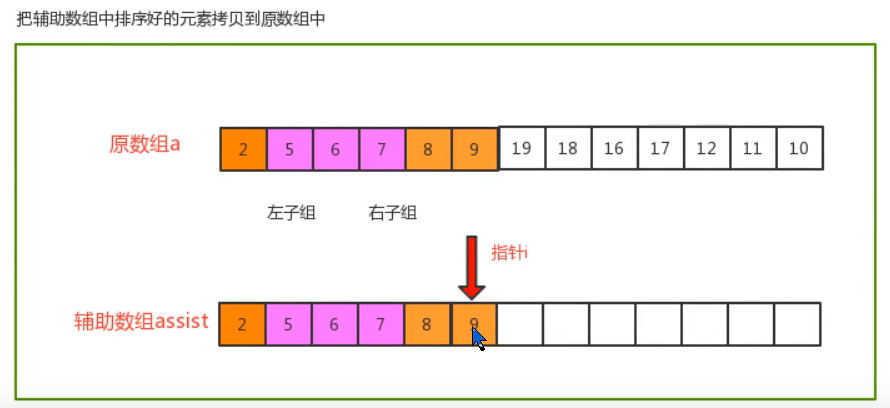 把辅助数组中排序好的元素拷贝到原数组中
原数组a 2 5 6 7 8 9 19 18 16 17 12 11 10
左子组 右子组
指针i
辅助数组assist 2 5 6 7 8 9